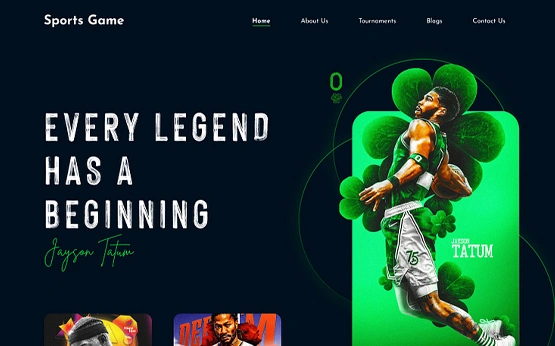 Sports Game
Home
About Us
Tournaments
Blogs
Contact Us
0
EVERY LEGEND
HAS A
BEGINNING
Jayson Tatum
JAYSON
TATUM
75